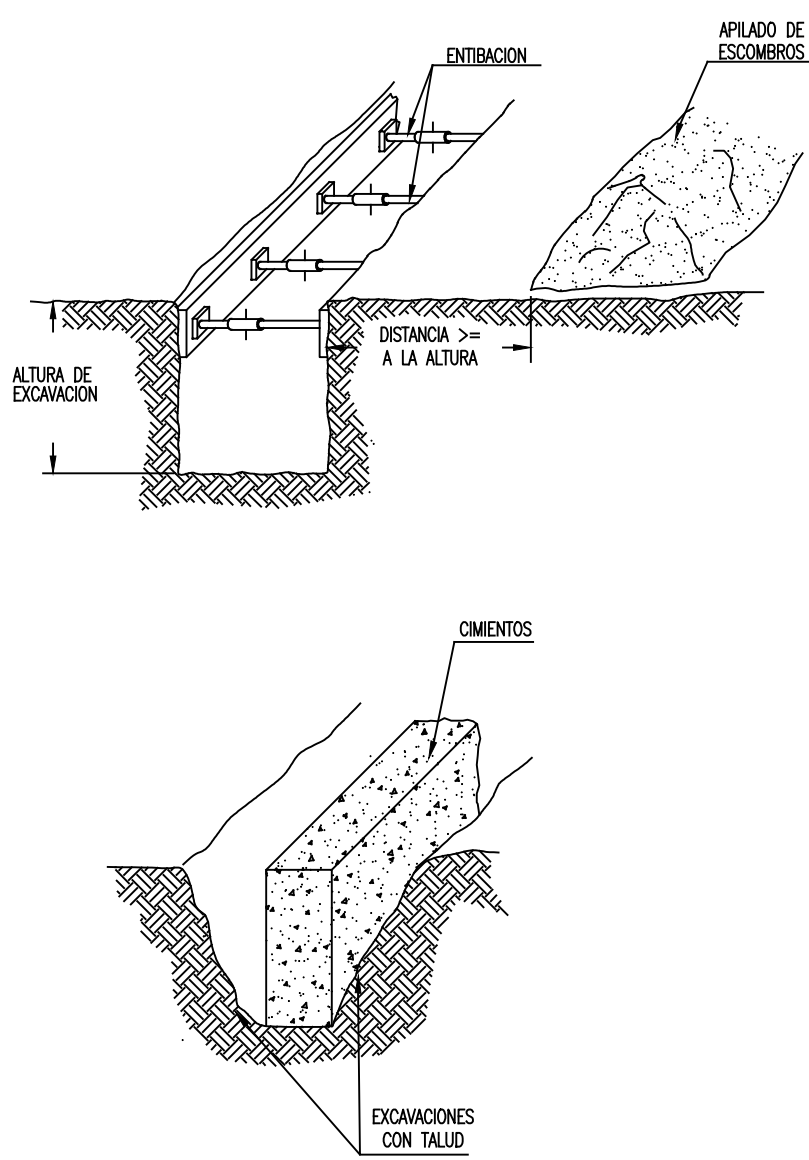 APILADO DE
ESCOMBROS
ENTIBACION
DISTANCIA >=
A LA ALTURA
ALTURA DE
EXCAVACION
CIMIENTOS
EXCAVACIONES
CON TALUD